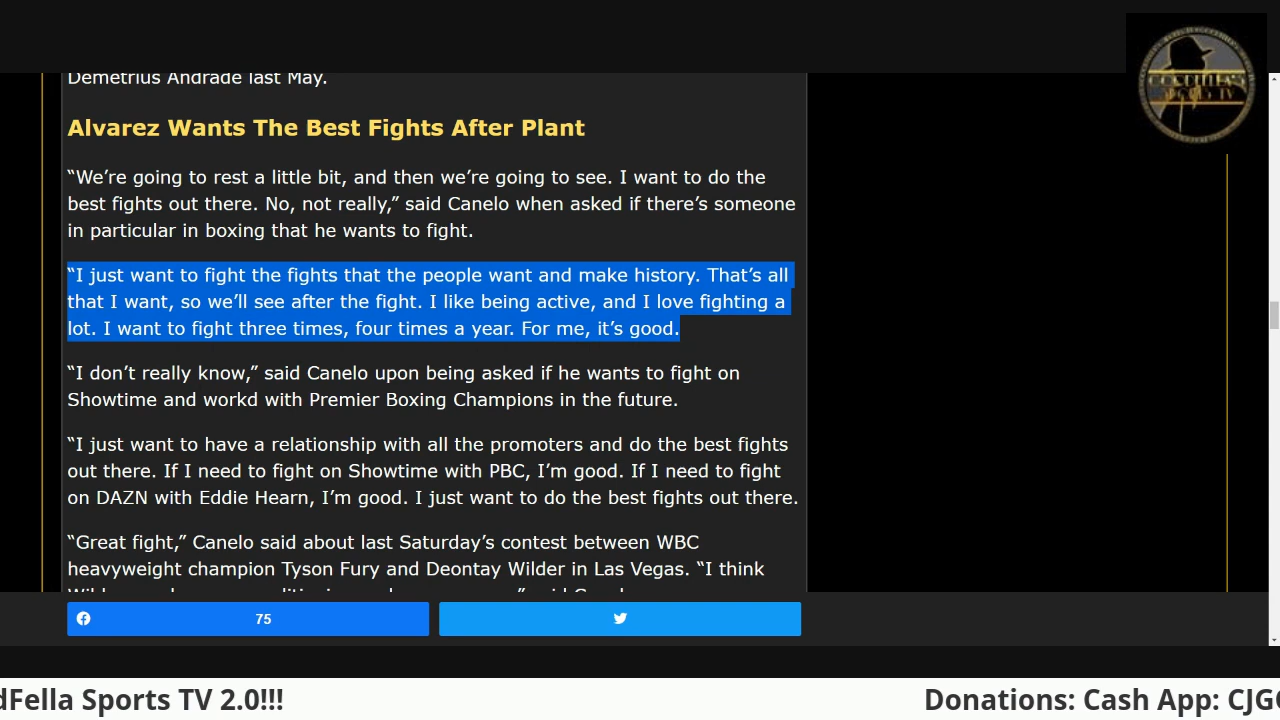 Demetrius Andrade last May.
GOODFELLA'S
SPORTS TV
Alvarez Wants The Best Fights After Plant
“We’re going to rest a little bit, and then we’re going to see. I want to do the
best fights out there. No, not really,” said Canelo when asked if there’s someone
in particular in boxing that he wants to fight.
“I just want to fight the fights that the people want and make history. That’s all
that I want, so we’ll see after the fight. I like being active, and I love fighting a
lot. I want to fight three times, four times a year. For me, it’s good.
“I don’t really know,” said Canelo upon being asked if he wants to fight on
Showtime and workd with Premier Boxing Champions in the future.
“I just want to have a relationship with all the promoters and do the best fights
out there. If I need to fight on Showtime with PBC, I’m good. If I need to fight
on DAZN with Eddie Hearn, I’m good. I just want to do the best fights out there.
“Great fight,” Canelo said about last Saturday’s contest between WBC
heavyweight champion Tyson Fury and Deontay Wilder in Las Vegas. “I think
75
dFella Sports TV 2.0!!! Donations: Cash App: CJG